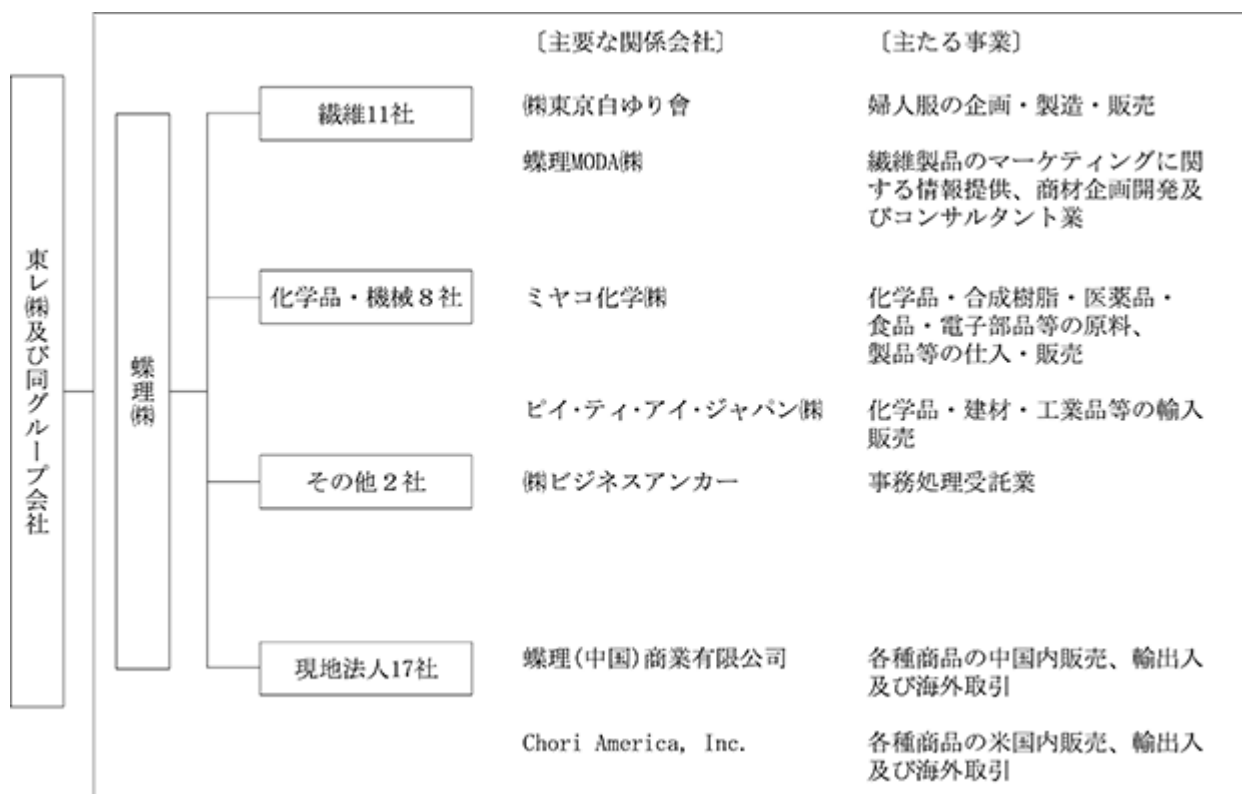 〔主要な関係会社〕 〔主たる事業〕
東レ㈱及び同グループ会社
蝶理㈱
繊維11社 ㈱東京白ゆり會 婦人服の企画・製造・販売
蝶理MODA㈱ 繊維製品のマーケティングに関
する情報提供、商材企画開発及
びコンサルタント業
化学品・機械８社 ミヤコ化学㈱ 化学品・合成樹脂・医薬品・
食品・電子部品等の原料、
製品等の仕入・販売
ピイ・ティ・アイ・ジャパン㈱ 化学品・建材・工業品等の輸入
販売
その他２社 ㈱ビジネスアンカー 事務処理受託業
現地法人17社 蝶理(中国)商業有限公司 各種商品の中国内販売、輸出入
及び海外取引
Chori America, Inc. 各種商品の米国内販売、輸出入
及び海外取引